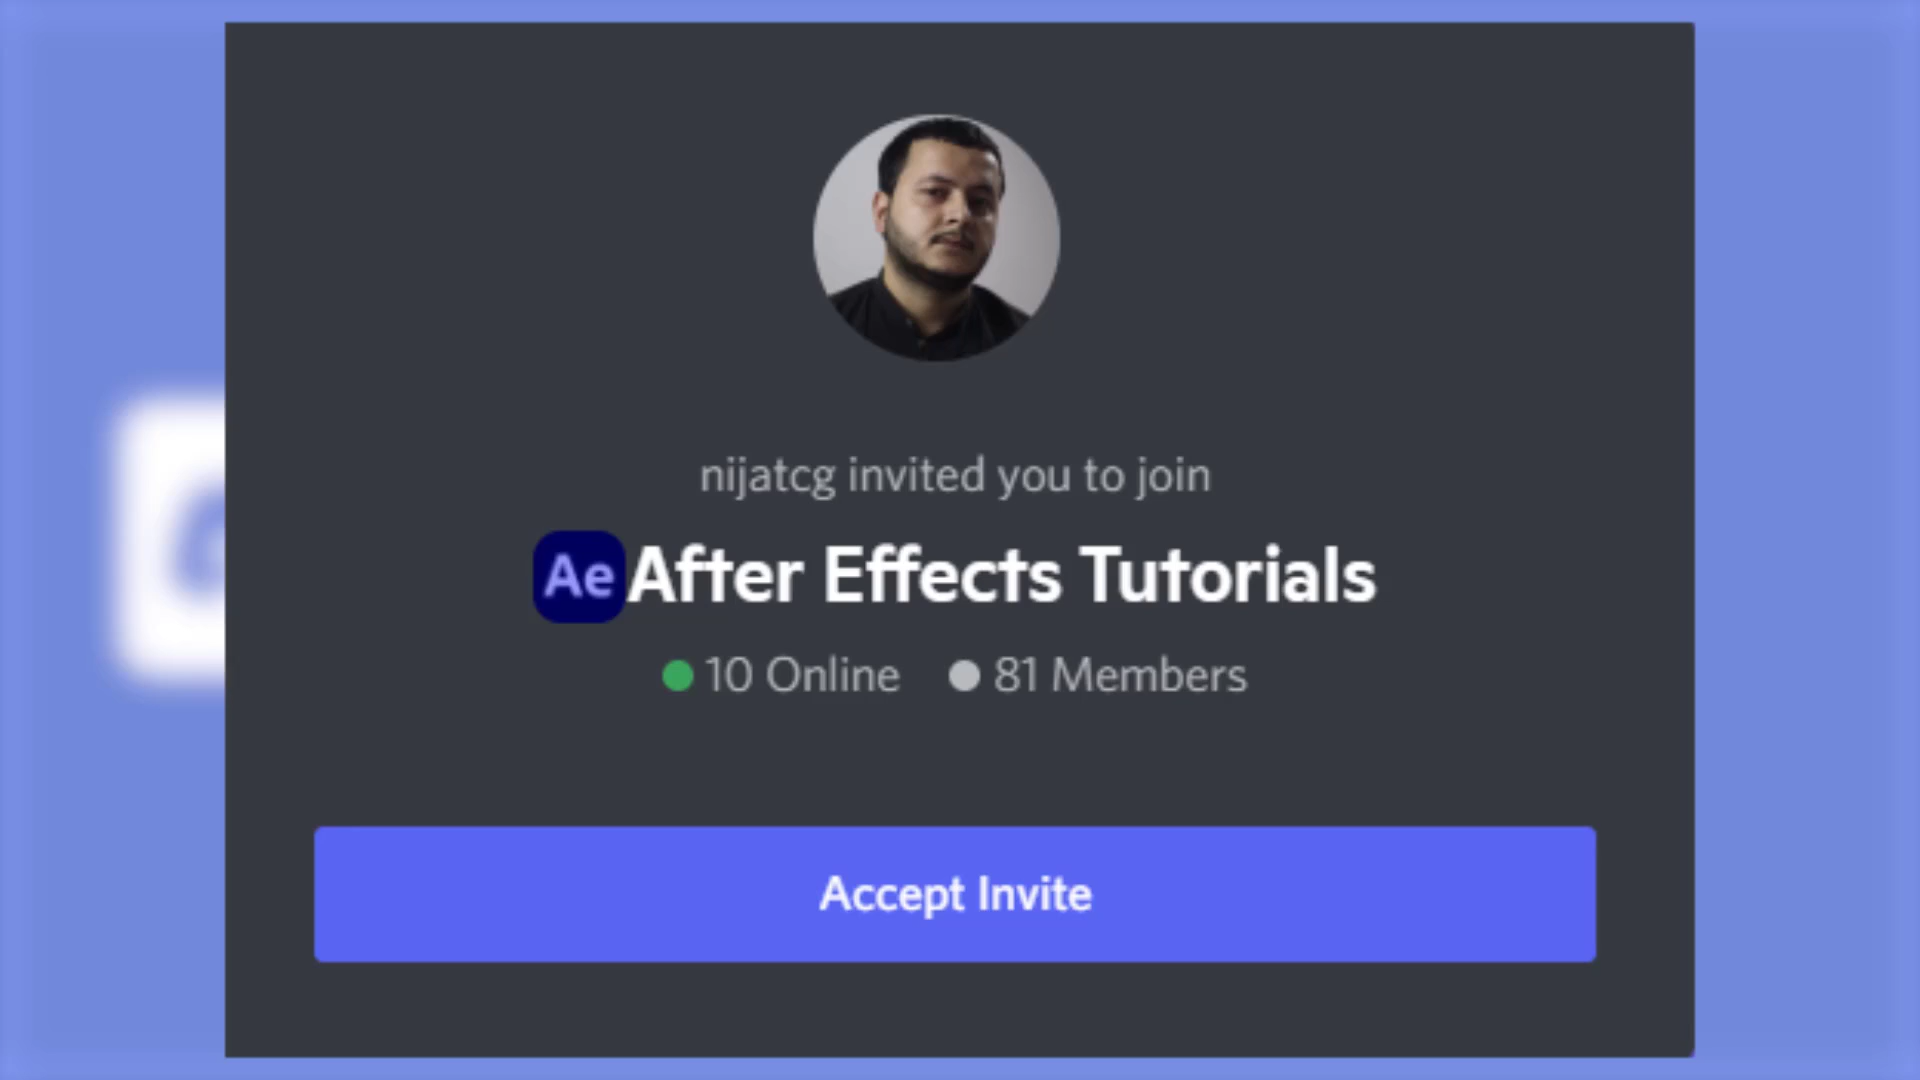 nijatcg invited you to join
Ae After Effects Tutorials
10 Online 81 Members
Accept Invite